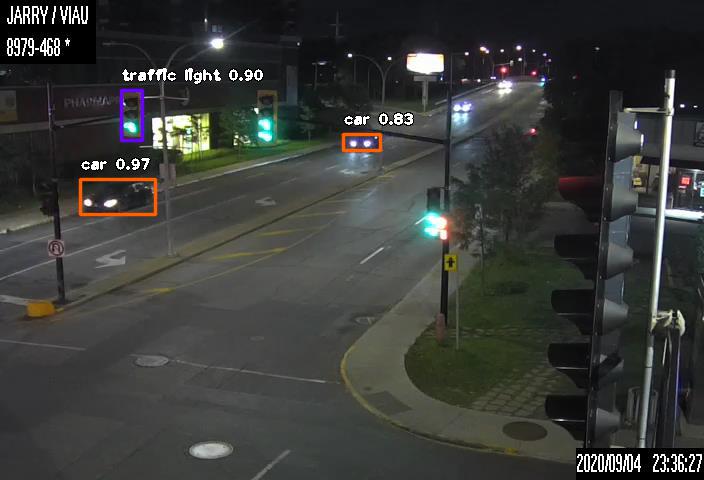 JARRY / VIAU
8979-468 *
traffic light 0.90
PHARMAPRIX
car 0.83
car 0.97
2020/09/04 23:36:27